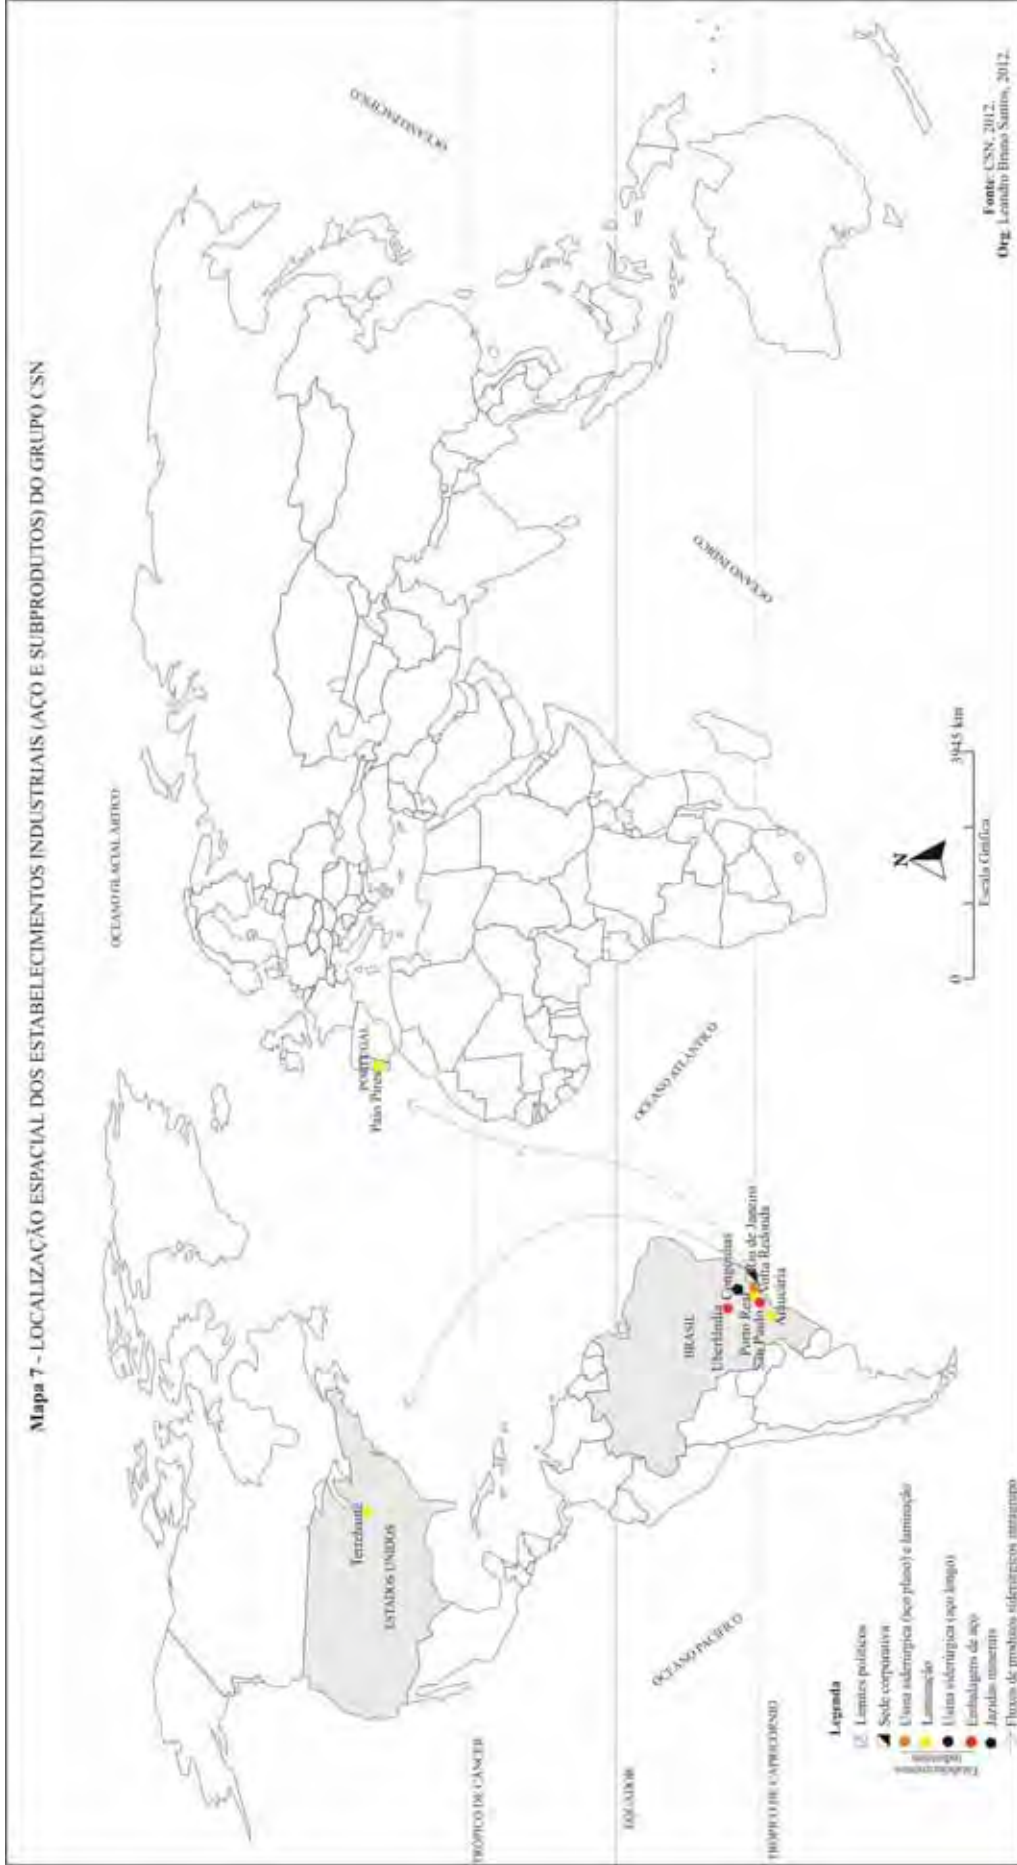 Mapa 7 - LOCALIZAÇÃO ESPACIAL DOS ESTABELECIMENTOS INDUSTRIAIS (AÇO E SUBPRODUTOS) DO GRUPO CSN
OCEANO GLACIAL ÁRTICO
OCEANO PACÍFICO
Terrehaute
ESTADOS UNIDOS
PORTUGAL
Paio Pires
TRÓPICO DE CÂNCER
OCEANO ATLÂNTICO
EQUADOR
OCEANO PACÍFICO
OCEANO ÍNDICO
BRASIL
Uberlândia
Congonhas
Porto Real
Rio de Janeiro
São Paulo
Volta Redonda
Araucária
TRÓPICO DE CAPRICÓRNIO
Legenda
Limites políticos
Sede corporativa
Estabelecimentos
industriais
Usina siderúrgica (aço plano) e laminação
Laminação
Usina siderúrgica (aço longo)
Embalagens de aço
Jazidas minerais
Fluxos de produtos siderúrgicos intragrupo
N
0
3945 km
Escala Gráfica
Fonte: CSN, 2012.
Org. Leandro Bruno Santos, 2012.